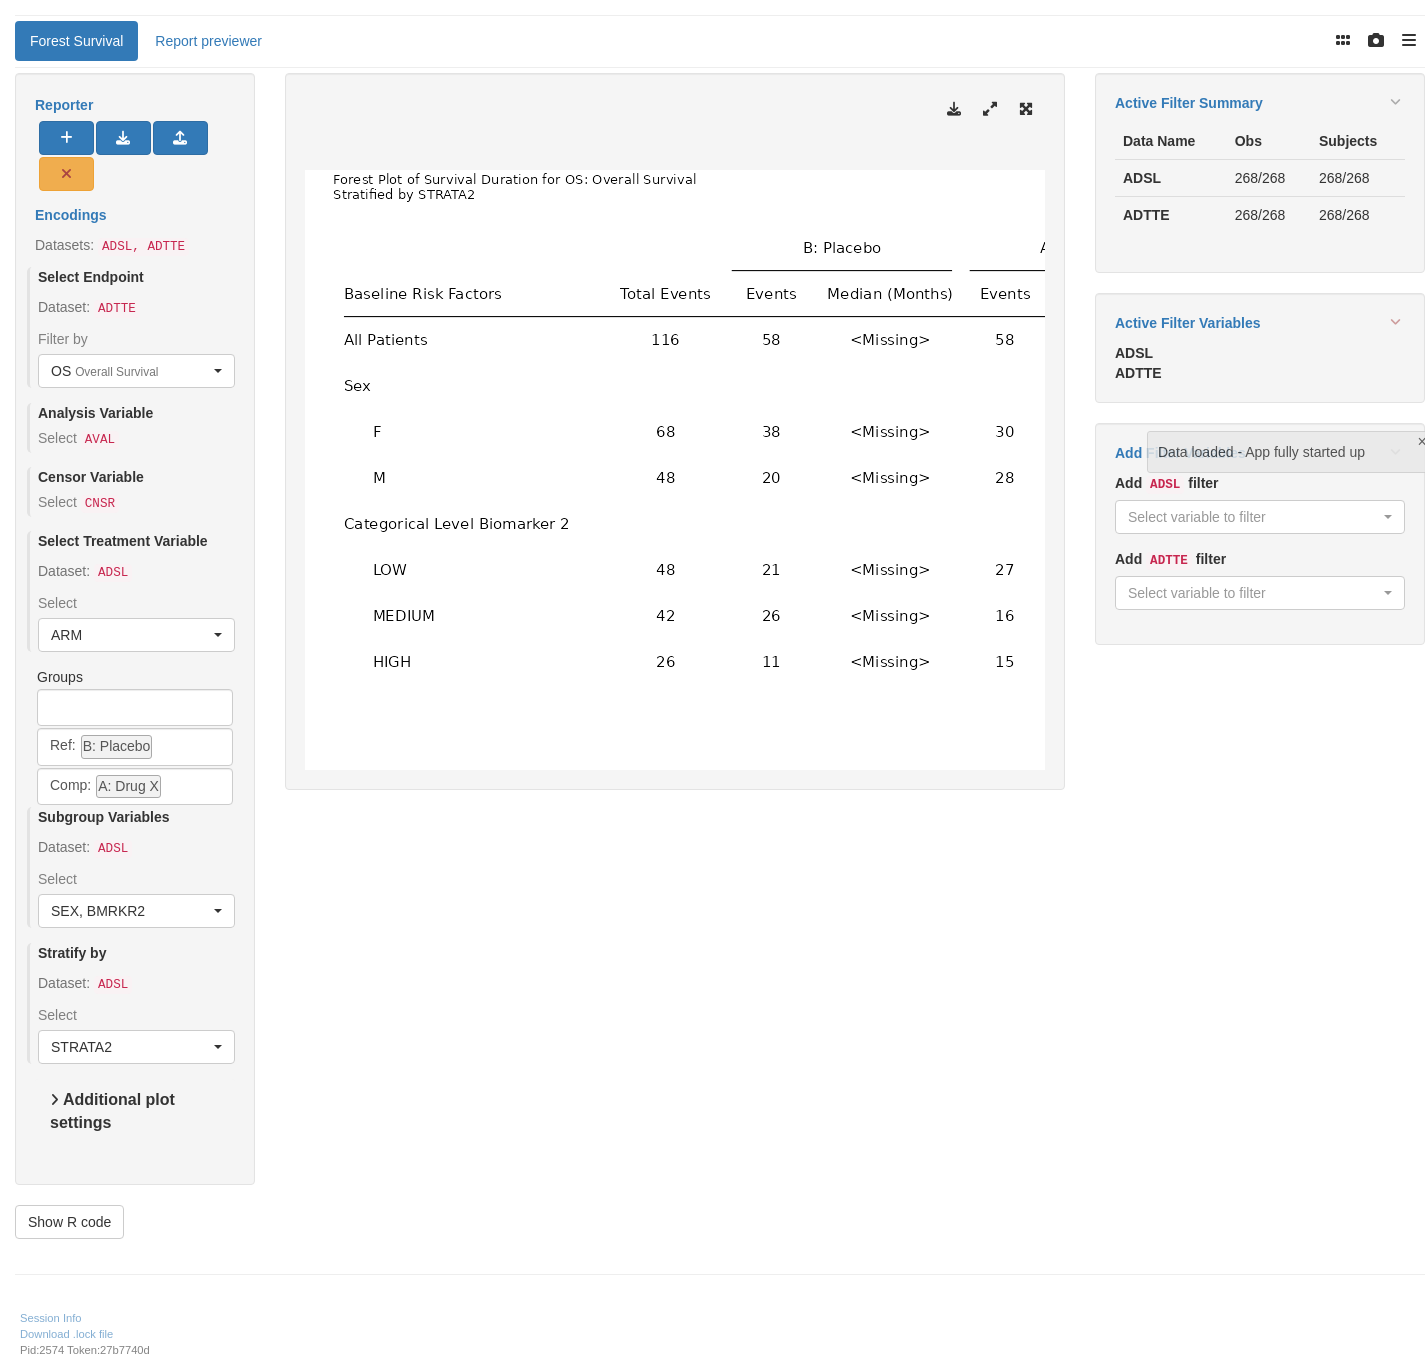 Forest Survival
Report previewer
Reporter
Encodings
Datasets: ADSL, ADTTE
Select Endpoint
Dataset: ADTTE
Filter by
OS Overall Survival
Analysis Variable
Select AVAL
Censor Variable
Select CNSR
Select Treatment Variable
Dataset: ADSL
Select
ARM
Groups
Ref: B: Placebo
Comp: A: Drug X
Subgroup Variables
Dataset: ADSL
Select
SEX, BMRKR2
Stratify by
Dataset: ADSL
Select
STRATA2
Additional plot
settings
Show R code
Forest Plot of Survival Duration for OS: Overall Survival
Stratified by STRATA2
B: Placebo
Baseline Risk Factors Total Events Events Median (Months) Events
All Patients 116 58 <Missing> 58
Sex
F 68 38 <Missing> 30
M 48 20 <Missing> 28
Categorical Level Biomarker 2
LOW 48 21 <Missing> 27
MEDIUM 42 26 <Missing> 16
HIGH 26 11 <Missing> 15
Active Filter Summary
Data Name Obs Subjects
ADSL 268/268 268/268
ADTTE 268/268 268/268
Active Filter Variables
ADSL
ADTTE
Add
Data loaded - App fully started up
×
Add ADSL filter
Select variable to filter
Add ADTTE filter
Select variable to filter
Session Info
Download .lock file
Pid:2574 Token:27b7740d